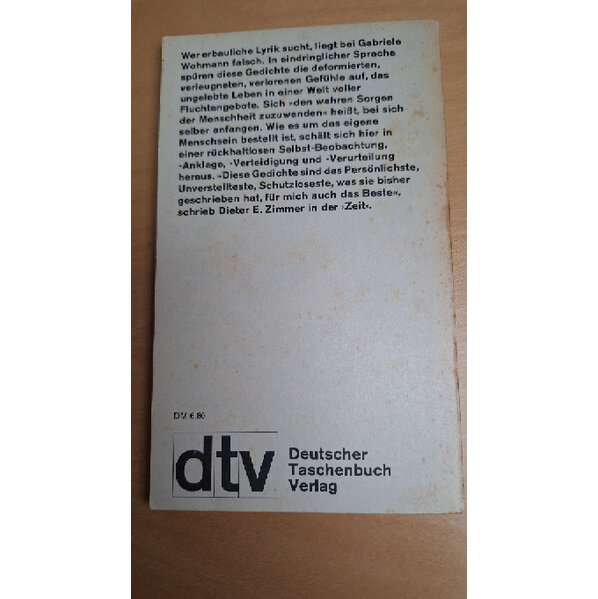 Wer erbauliche Lyrik sucht, liegt bei Gabriele
Wohmann falsch. In eindringlicher Sprache
spüren diese Gedichte die deformierten,
verleugneten, verlorenen Gefühle auf, das
ungelebte Leben in einer Welt voller
Fluchtangebote. Sich »den wahren Sorgen
der Menschheit zuzuwenden« heißt, bei sich
selber anfangen. Wie es um das eigene
Menschsein bestellt ist, schält sich hier in
einer rückhaltlosen Selbst-Beobachtung,
-Anklage, -Verteidigung und -Verurteilung
heraus. »Diese Gedichte sind das Persönlichste,
Unverstellteste, Schutzloseste, was sie bisher
geschrieben hat, für mich auch das Beste«,
schrieb Dieter E. Zimmer in der ›Zeit‹.
DM 6.80
dtv
Deutscher
Taschenbuch
Verlag